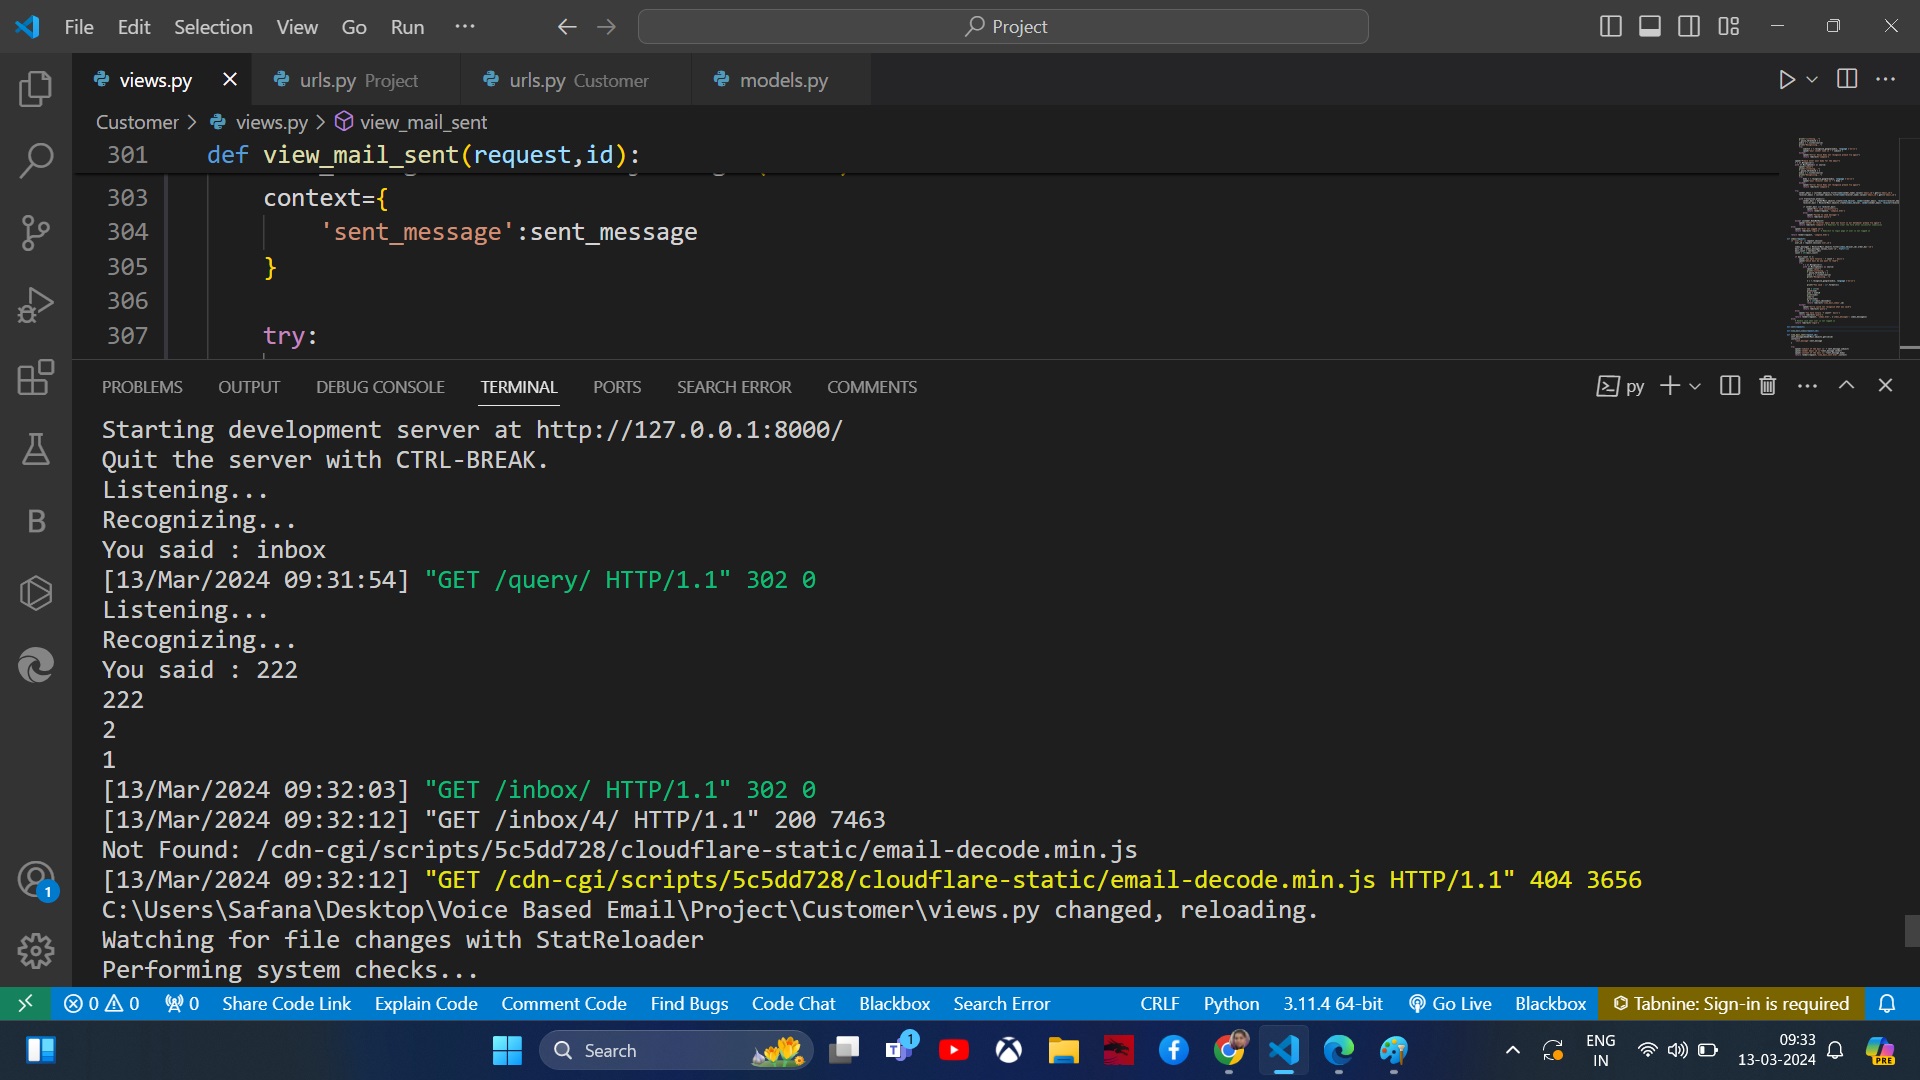 File Edit Selection View Go Run ··· Project
views.py urls.py Project urls.py Customer models.py
Customer > views.py > view_mail_sent
301 def view_mail_sent(request,id):
303 context={
304 'sent_message':sent_message
305 }
306
307 try:
PROBLEMS OUTPUT DEBUG CONSOLE TERMINAL PORTS SEARCH ERROR COMMENTS py
Starting development server at http://127.0.0.1:8000/
Quit the server with CTRL-BREAK.
Listening...
Recognizing...
You said : inbox
[13/Mar/2024 09:31:54] "GET /query/ HTTP/1.1" 302 0
Listening...
Recognizing...
You said : 222
222
2
1
[13/Mar/2024 09:32:03] "GET /inbox/ HTTP/1.1" 302 0
[13/Mar/2024 09:32:12] "GET /inbox/4/ HTTP/1.1" 200 7463
Not Found: /cdn-cgi/scripts/5c5dd728/cloudflare-static/email-decode.min.js
[13/Mar/2024 09:32:12] "GET /cdn-cgi/scripts/5c5dd728/cloudflare-static/email-decode.min.js HTTP/1.1" 404 3656
C:\Users\Safana\Desktop\Voice Based Email\Project\Customer\views.py changed, reloading.
Watching for file changes with StatReloader
Performing system checks...
B
1
0 0 0 Share Code Link Explain Code Comment Code Find Bugs Code Chat Blackbox Search Error CRLF Python 3.11.4 64-bit Go Live Blackbox Tabnine: Sign-in is required
Search 1 ENG 09:33
IN 13-03-2024 PRE